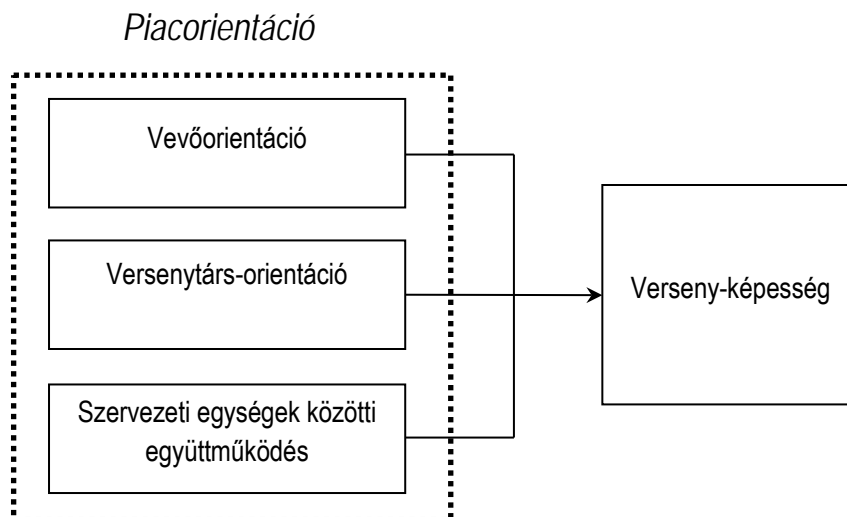 Piacorientáció
Vevőorientáció
Versenytárs-orientáció
Verseny-képesség
Szervezeti egységek közötti
együttműködés